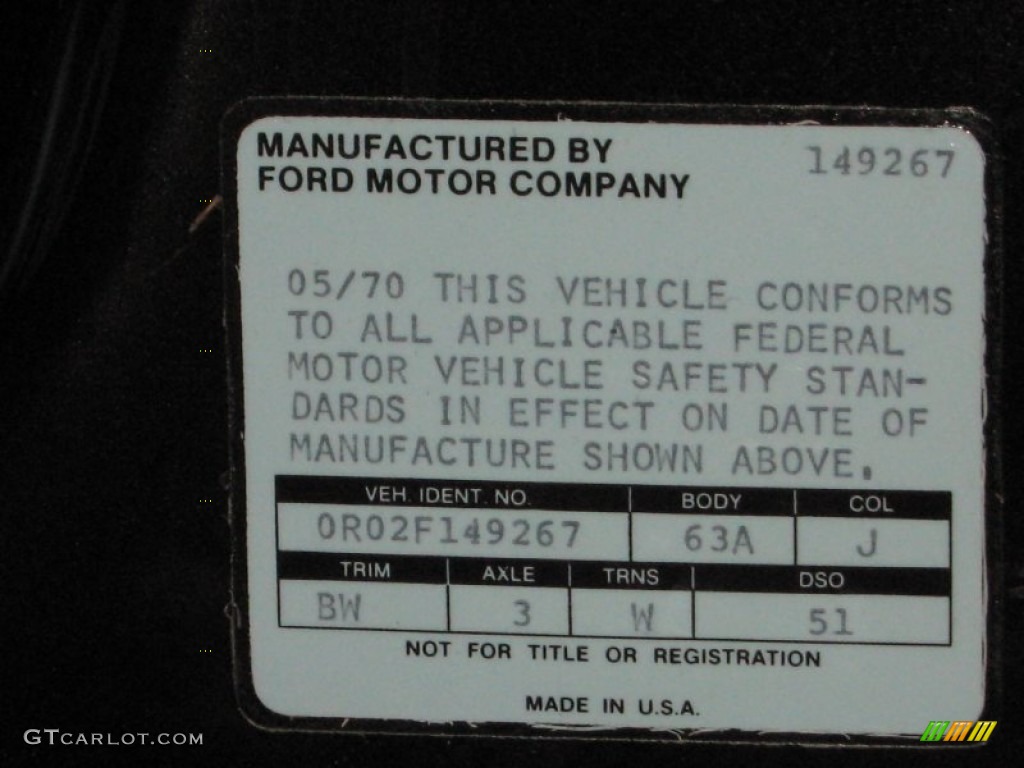 MANUFACTURED BY
FORD MOTOR COMPANY
149267
05/70 THIS VEHICLE CONFORMS
TO ALL APPLICABLE FEDERAL
MOTOR VEHICLE SAFETY STAN-
DARDS IN EFFECT ON DATE OF
MANUFACTURE SHOWN ABOVE.
VEH. IDENT. NO. BODY COL
0R02F149267 63A J
TRIM AXLE TRNS DSO
BW 3 W 51
NOT FOR TITLE OR REGISTRATION
MADE IN U.S.A.
GTCARLOT.COM